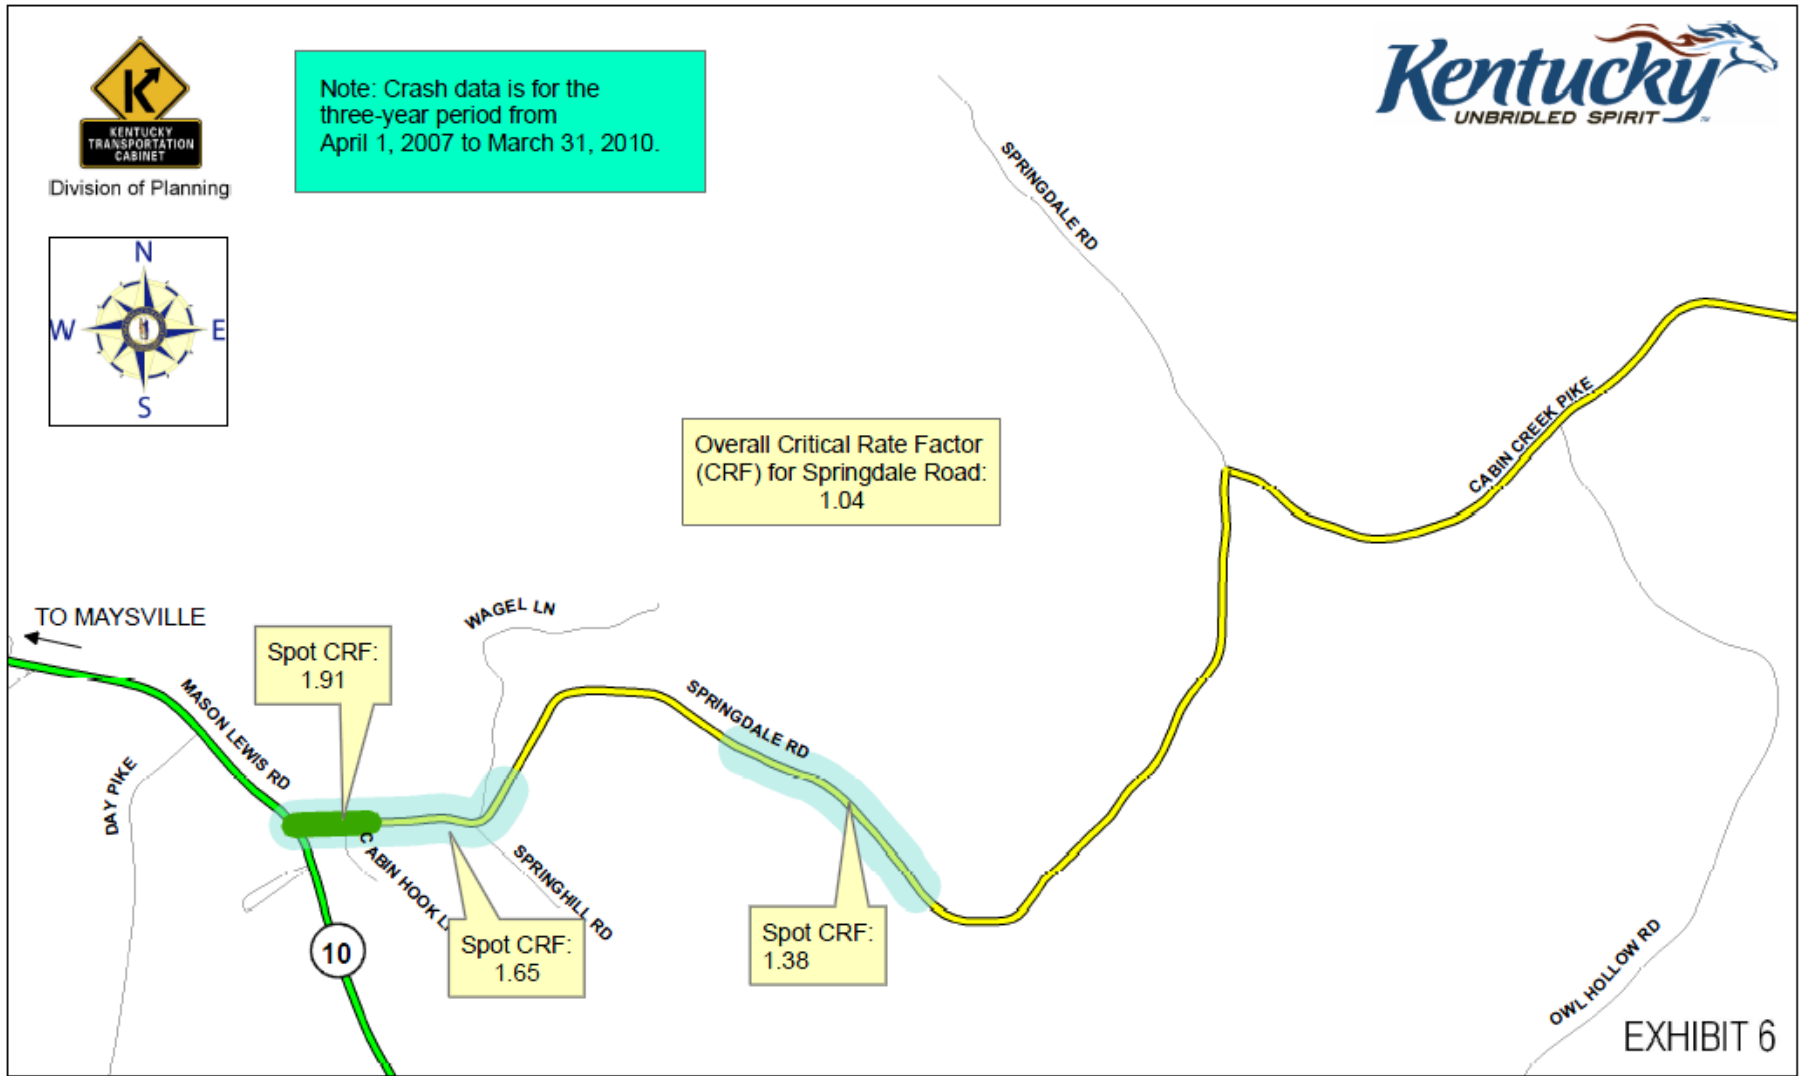 KENTUCKY
TRANSPORTATION
CABINET
Division of Planning
Note: Crash data is for the
three-year period from
April 1, 2007 to March 31, 2010.
Kentucky
UNBRIDLED SPIRIT
TM
N
W
E
S
SPRINGDALE RD
CABIN CREEK PIKE
Overall Critical Rate Factor
(CRF) for Springdale Road:
1.04
TO MAYSVILLE
WAGEL LN
Spot CRF:
1.91
MASON LEWIS RD
SPRINGDALE RD
DAY PIKE
CABIN HOOK L
SPRINGHILL RD
Spot CRF:
1.65
Spot CRF:
1.38
10
OWL HOLLOW RD
EXHIBIT 6